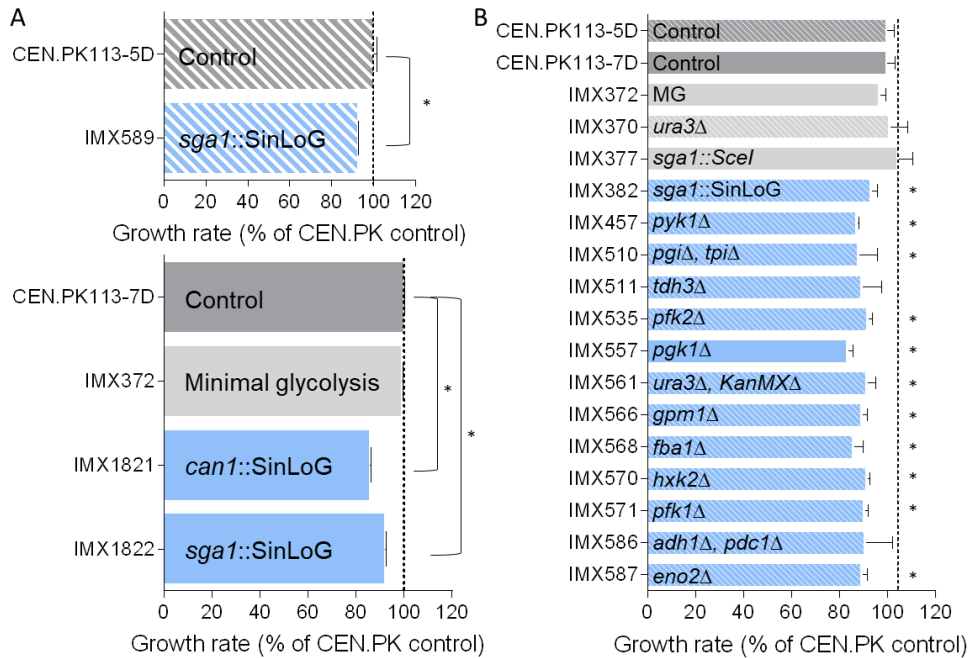 A
CEN.PK113-5D
Control
*
IMX589
sga1::SinLoG
0 20 40 60 80 100 120
Growth rate (% of CEN.PK control)
CEN.PK113-7D
Control
IMX372
Minimal glycolysis
*
*
IMX1821
can1::SinLoG
IMX1822
sga1::SinLoG
0 20 40 60 80 100 120
Growth rate (% of CEN.PK control)
B
CEN.PK113-5D Control
CEN.PK113-7D Control
IMX372 MG
IMX370 ura3Δ
IMX377 sga1::SceI
IMX382 sga1::SinLoG *
IMX457 pyk1Δ *
IMX510 pgiΔ, tpiΔ *
IMX511 tdh3Δ
IMX535 pfk2Δ *
IMX557 pgk1Δ *
IMX561 ura3Δ, KanMXΔ *
IMX566 gpm1Δ *
IMX568 fba1Δ *
IMX570 hxk2Δ *
IMX571 pfk1Δ *
IMX586 adh1Δ, pdc1Δ
IMX587 eno2Δ *
0 20 40 60 80 100 120
Growth rate (% of CEN.PK control)